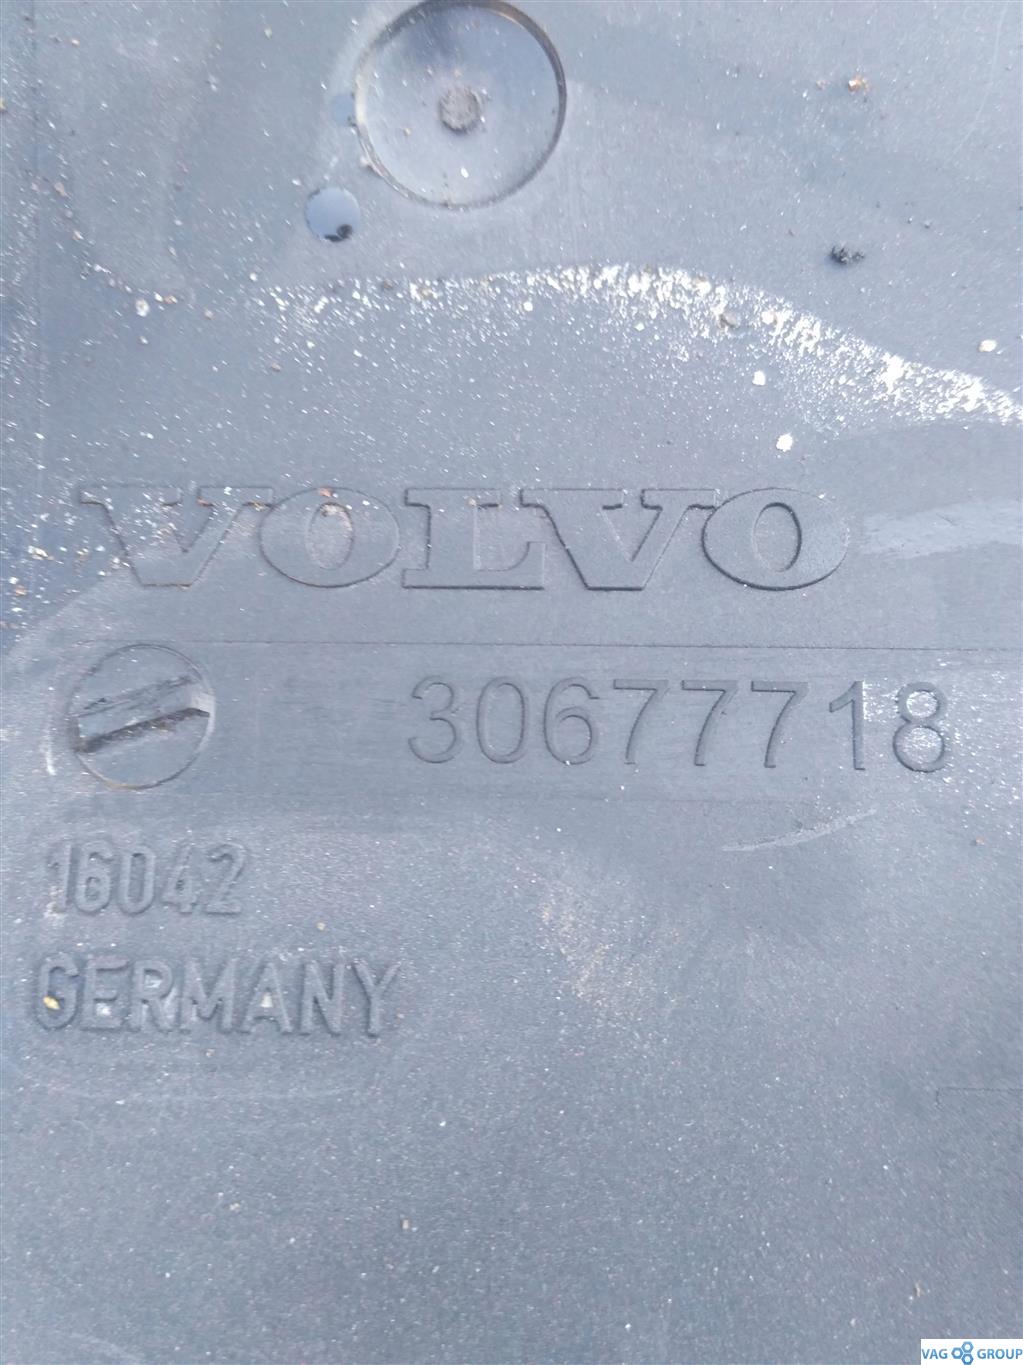 VOLVO
30677718
16042
GERMANY
VAG GROUP